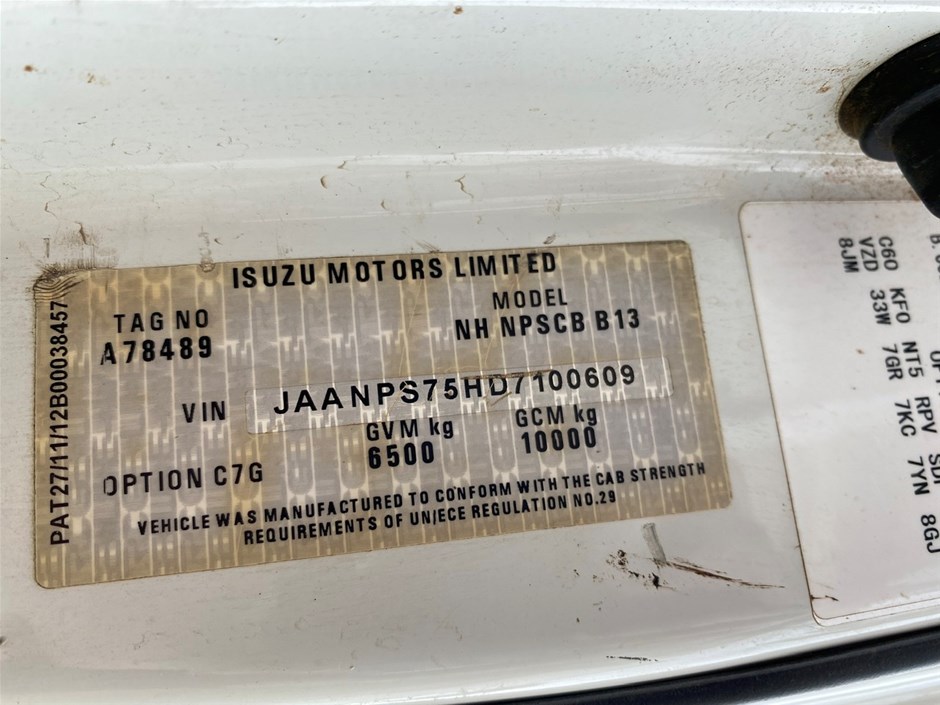 ISUZU MOTORS LIMITED
TAG NO
A78489
MODEL
NH NPSCB B13
VIN
JAANPS75HD7100609
GVM kg
6500
GCM kg
10000
OPTION C7G
VEHICLE WAS MANUFACTURED TO CONFORM WITH THE CAB STRENGTH
REQUIREMENTS OF UN/ECE REGULATION NO.29
PAT27/11/12B000038457
RPV SDI
C60 KFO NT5 7KC 7YN 8GJ
VZD 33W 7GR
8JM